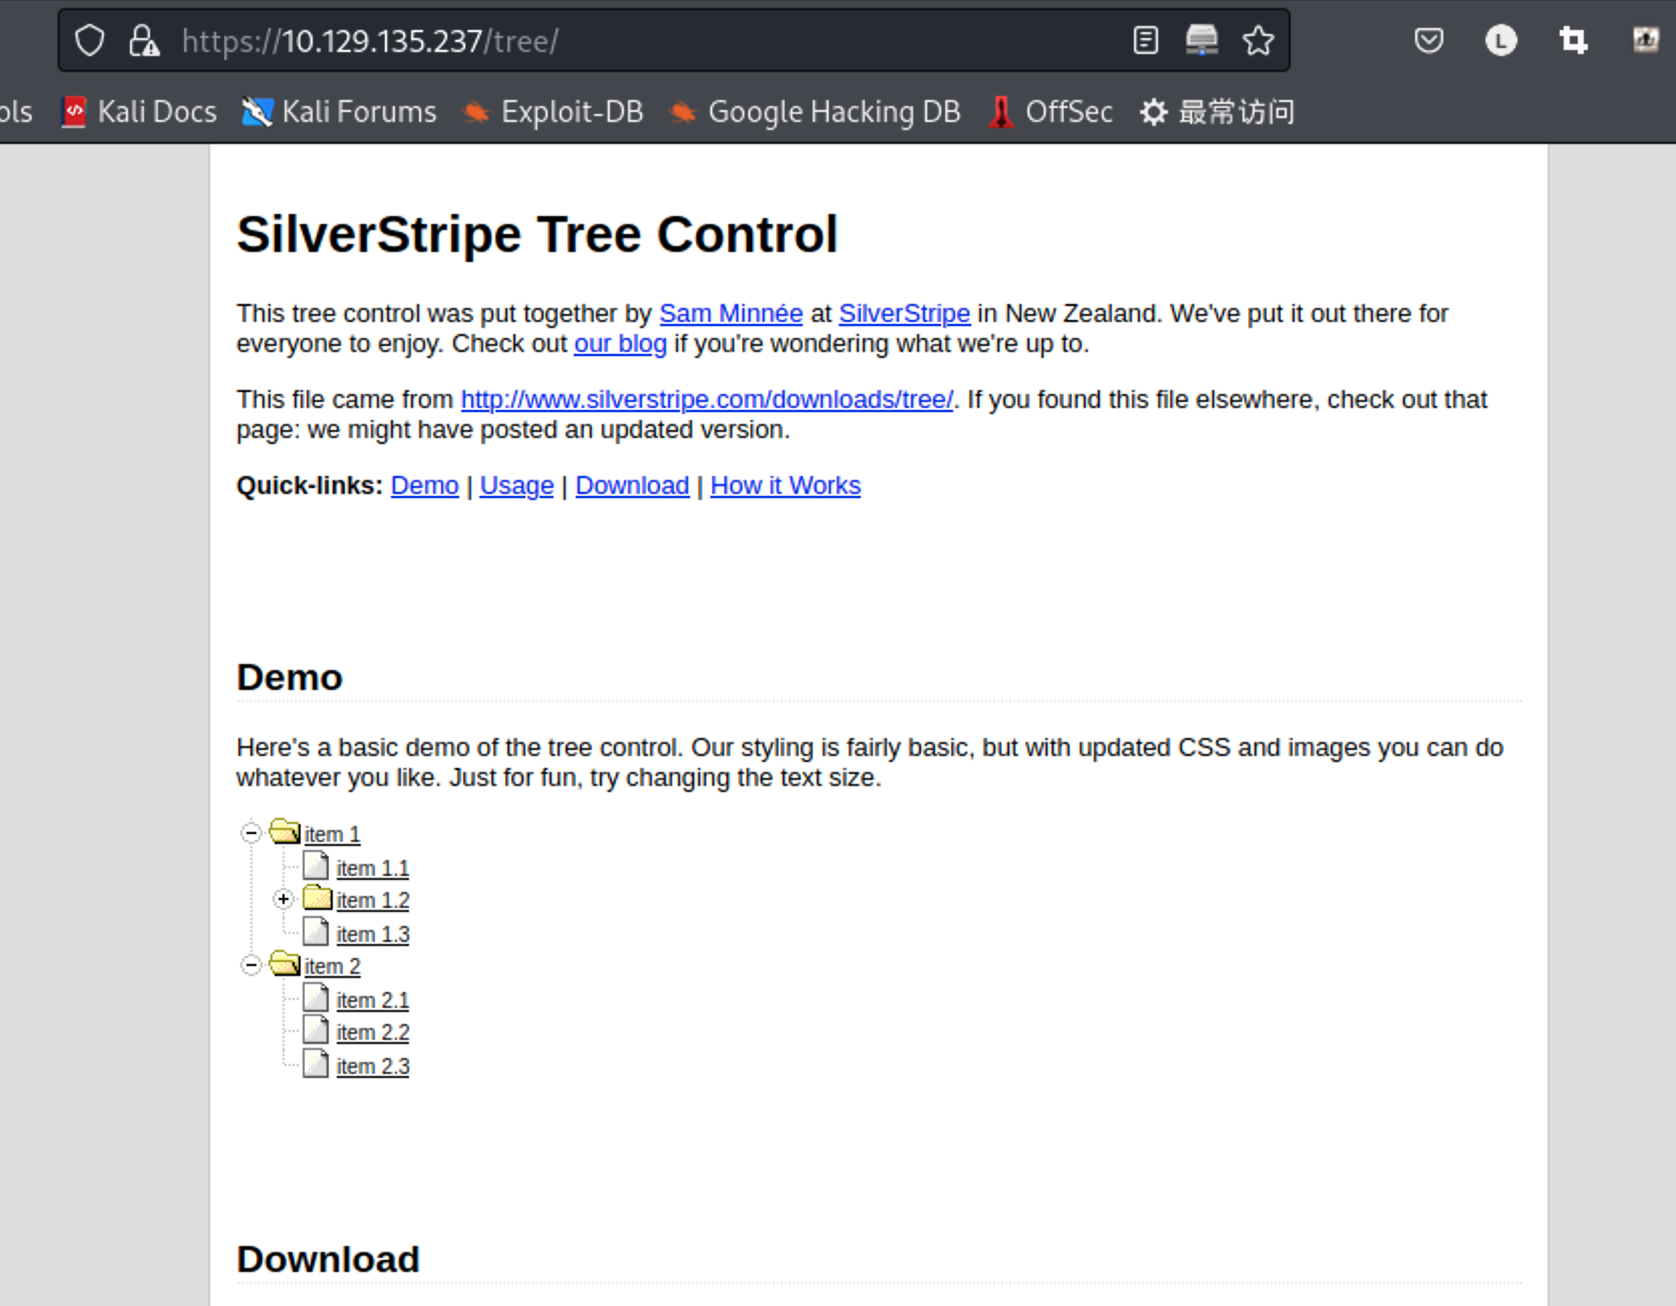 https://10.129.135.237/tree/
L
ols Kali Docs Kali Forums Exploit-DB Google Hacking DB OffSec 最常访问
SilverStripe Tree Control
This tree control was put together by Sam Minnée at SilverStripe in New Zealand. We've put it out there for
everyone to enjoy. Check out our blog if you're wondering what we're up to.
This file came from http://www.silverstripe.com/downloads/tree/. If you found this file elsewhere, check out that
page: we might have posted an updated version.
Quick-links: Demo | Usage | Download | How it Works
Demo
Here's a basic demo of the tree control. Our styling is fairly basic, but with updated CSS and images you can do
whatever you like. Just for fun, try changing the text size.
item 1
item 1.1
item 1.2
item 1.3
item 2
item 2.1
item 2.2
item 2.3
Download